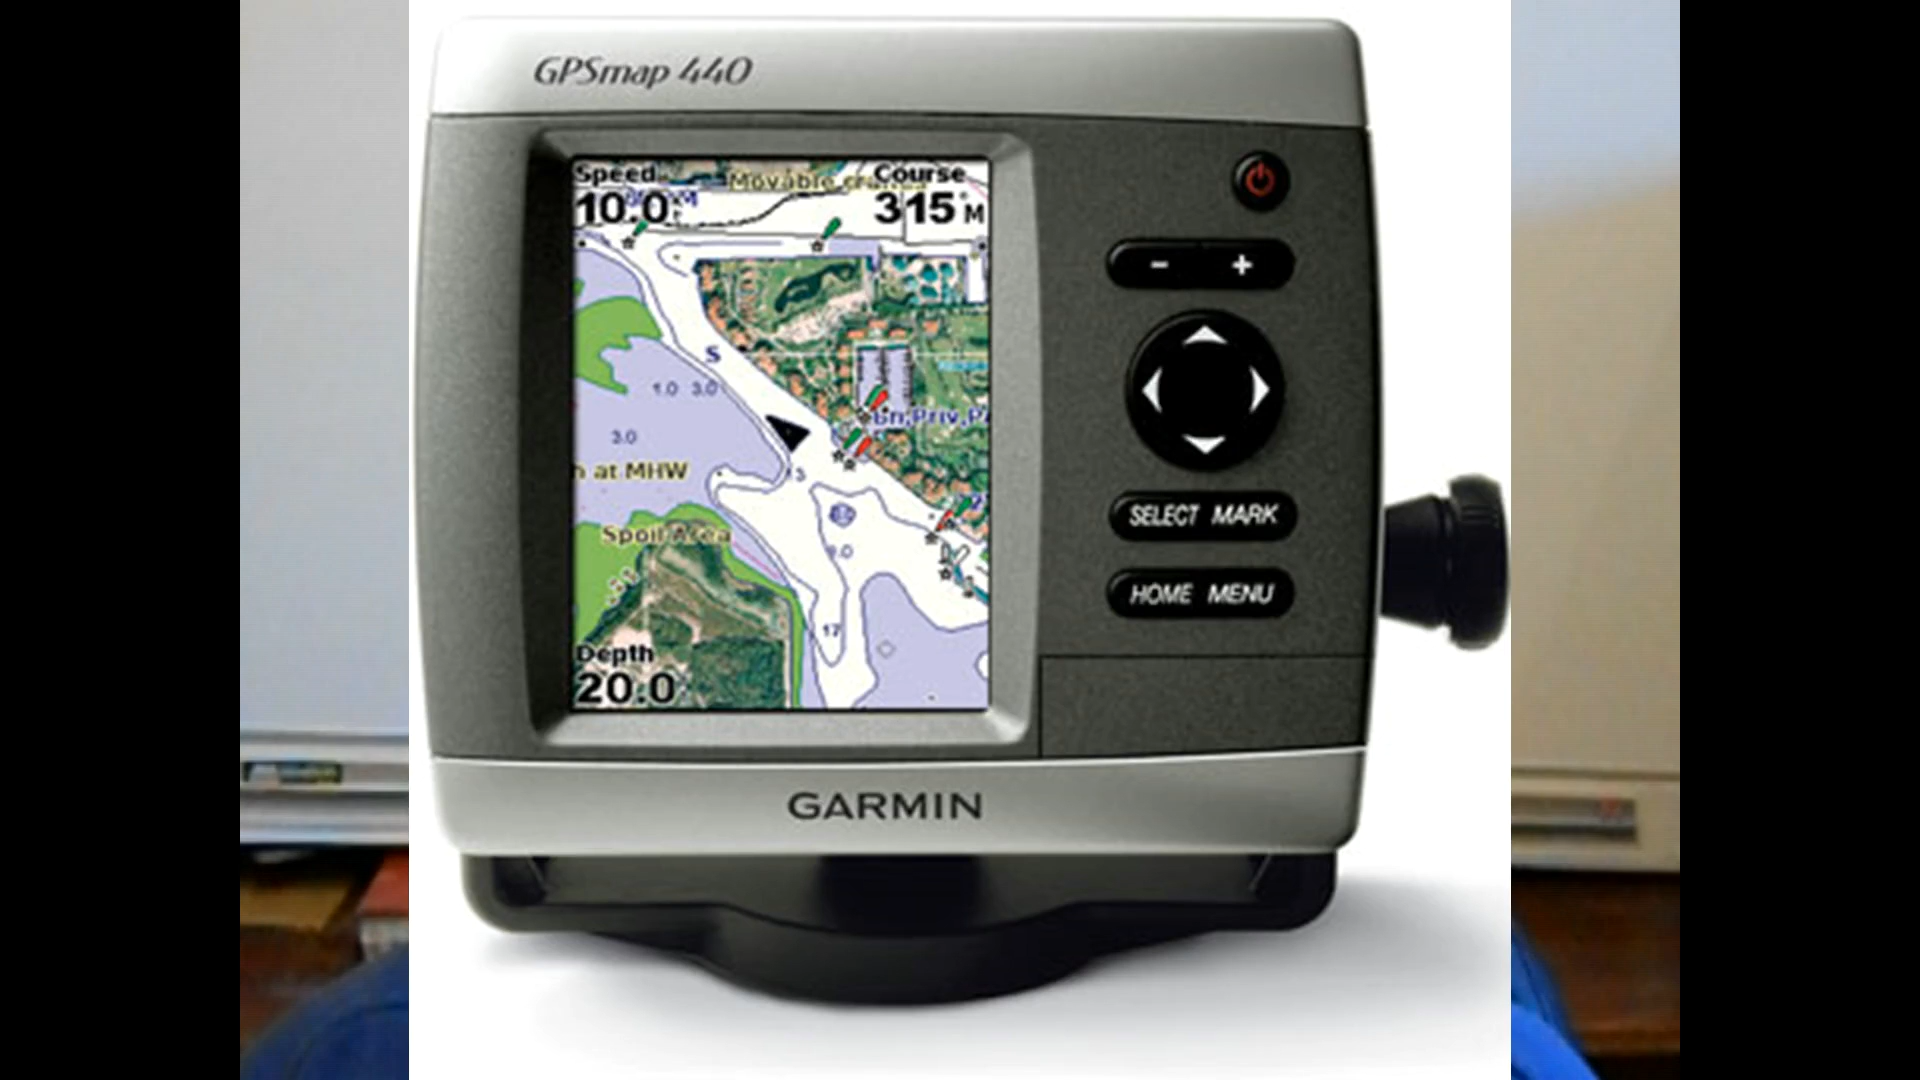 GPSmap 440
Speed Course
10.0 315°M
S
1.0 3.0
3.0
h at MHW
Spoil Area
17
Depth
20.0
- +
SELECT MARK
HOME MENU
GARMIN